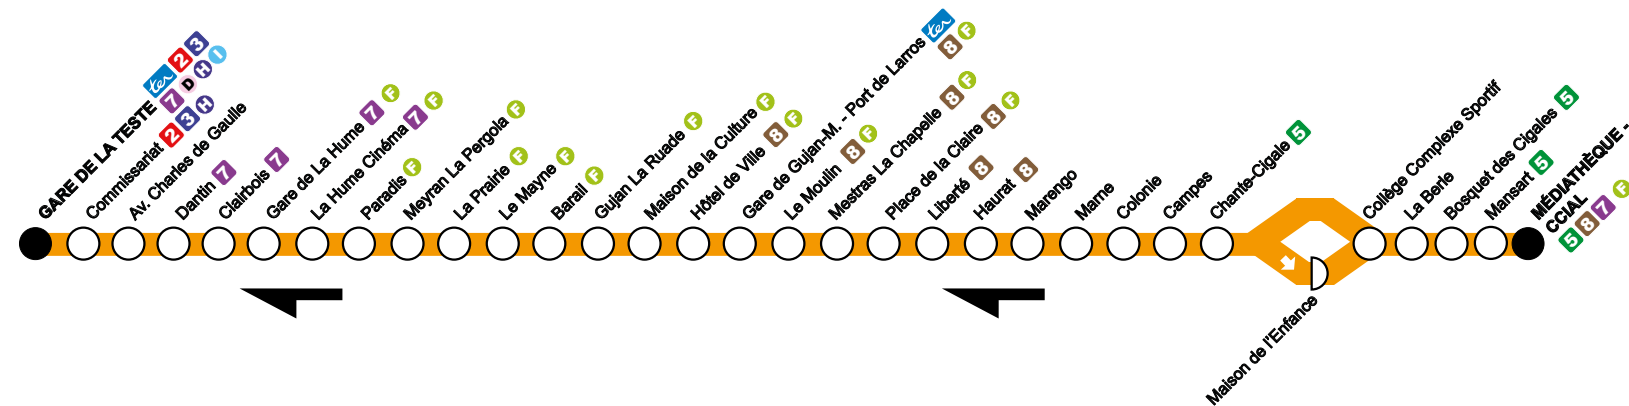 GARE DE LA TESTE ter 2 3
7 D H I
Commissariat 2 3 H
Av. Charles de Gaulle
Dantin 7
Clairbois 7
Gare de La Hume 7 F
La Hume Cinéma 7 F
Paradis F
Meyran La Pergola F
La Prairie F
Le Mayne F
Barail F
Gujan La Ruade F
Maison de la Culture F
Hôtel de Ville 8 F
Gare de Gujan-M. - Port de Larros ter
8 F
Le Moulin 8 F
Mestras La Chapelle 8 F
Place de la Claire 8 F
Liberté 8
Haurat 8
Marengo
Marne
Colonie
Campes
Chante-Cigale 5
Maison de l'Enfance
Collège Complexe Sportif
La Berle
Bosquet des Cigales 5
Mansart 5
MÉDIATHÈQUE -
CCIAL
5 8 7 F